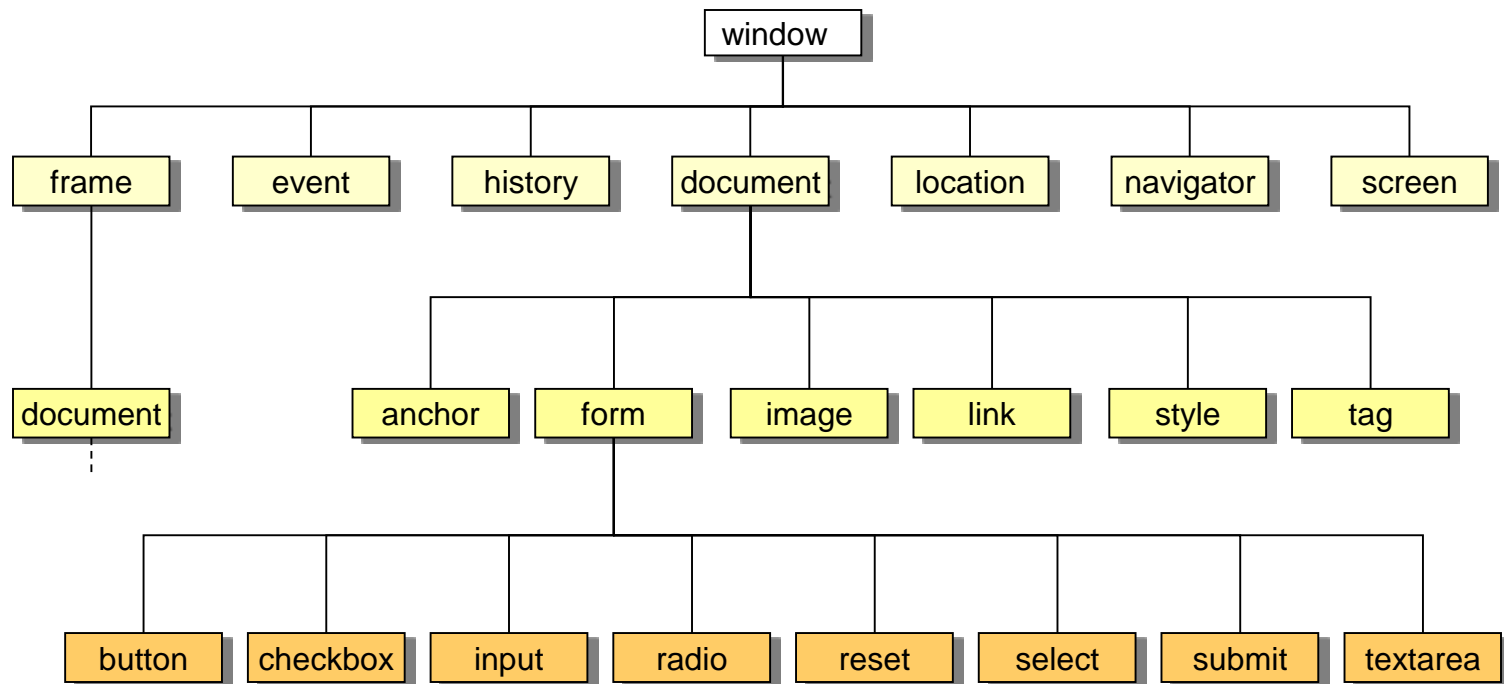 window
frame event history document location navigator screen
document anchor form image link style tag
button checkbox input radio reset select submit textarea